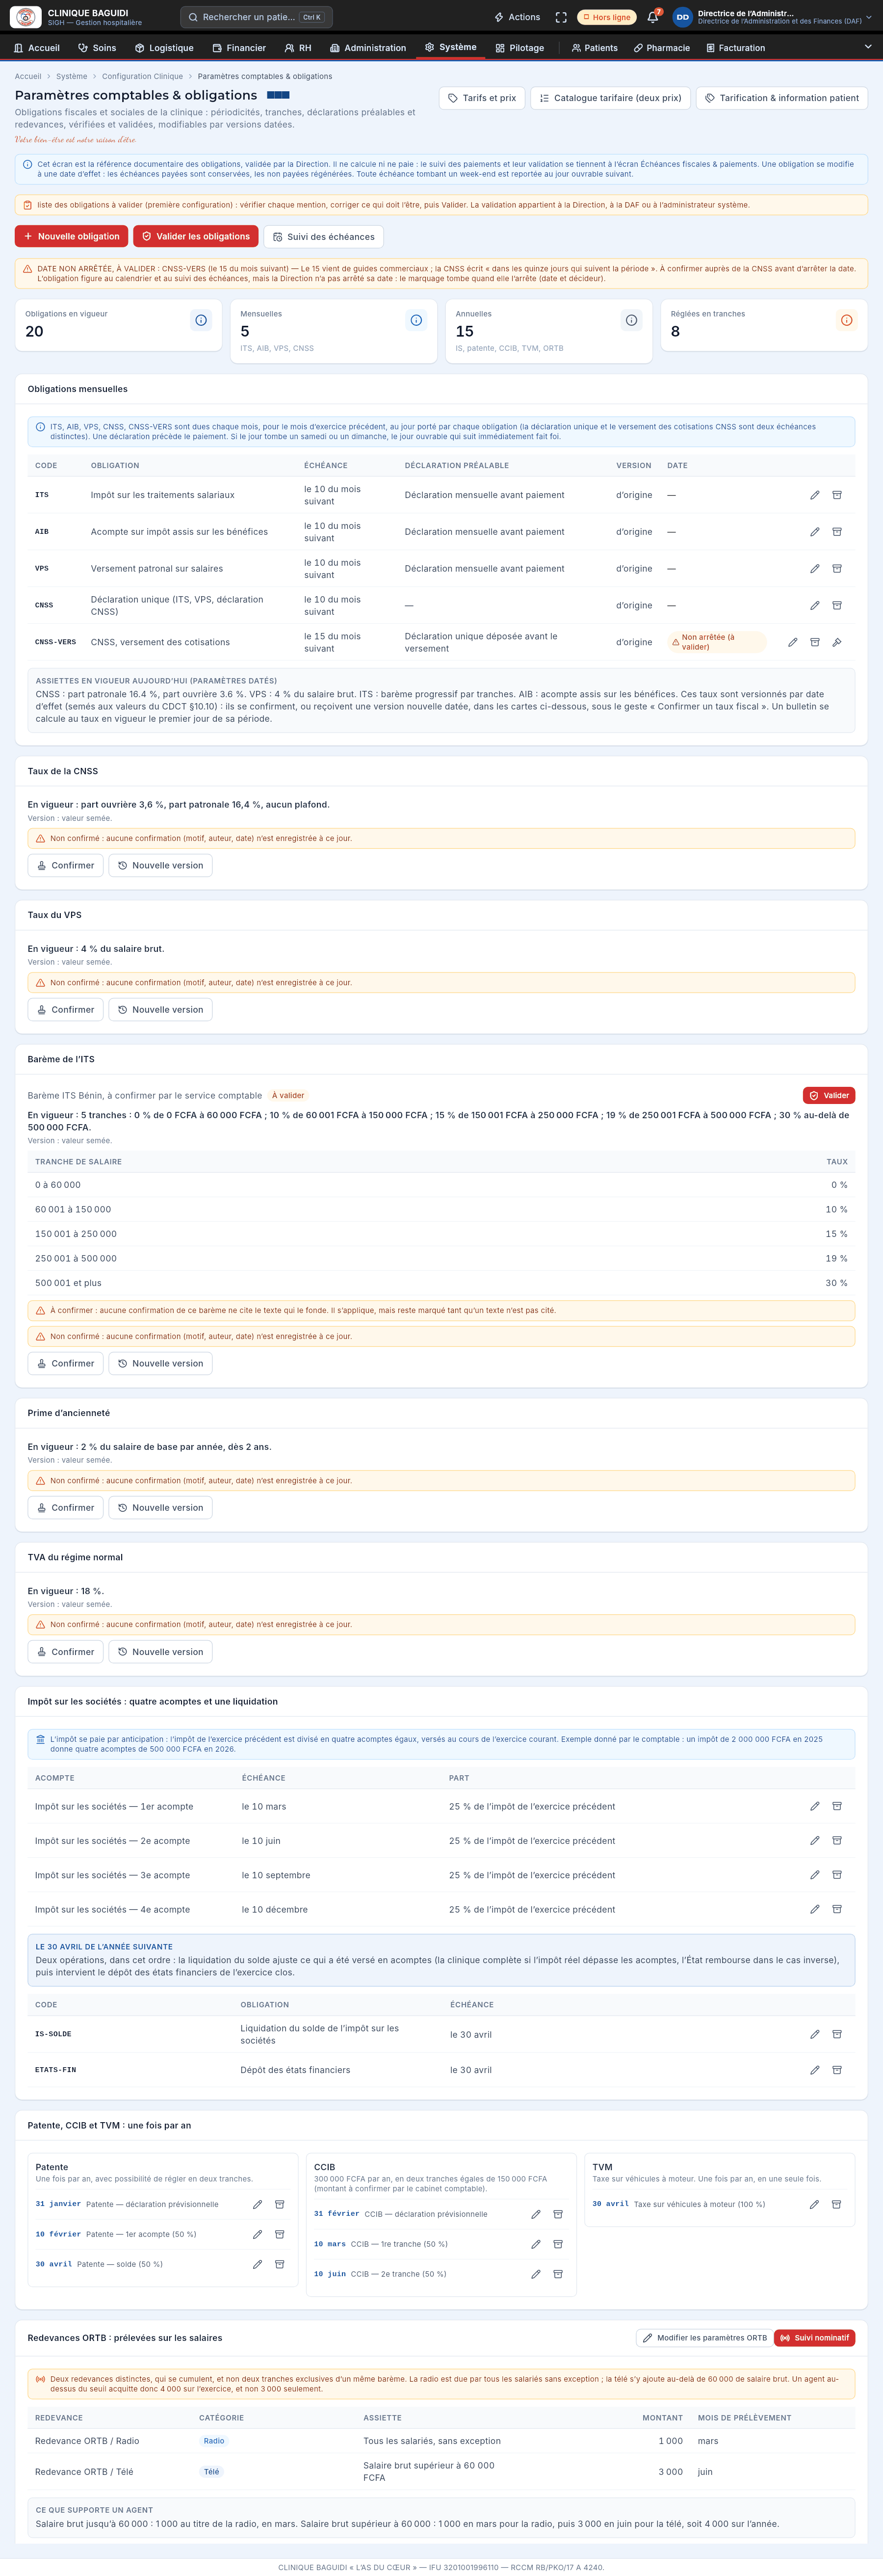 CLINIQUE BAGUIDI
SIGH — Gestion hospitalière
Rechercher un patie... Ctrl K
Actions
Hors ligne
7
DD
Directrice de l'Administr...
Directrice de l'Administration et des Finances (DAF)
Accueil Soins Logistique Financier RH Administration Système Pilotage Patients Pharmacie Facturation
Accueil > Système > Configuration Clinique > Paramètres comptables & obligations
Paramètres comptables & obligations
Obligations fiscales et sociales de la clinique : périodicités, tranches, déclarations préalables et
redevances, vérifiées et validées, modifiables par versions datées.
Votre bien-être est notre raison d'être.
Tarifs et prix
Catalogue tarifaire (deux prix)
Tarification & information patient
Cet écran est la référence documentaire des obligations, validée par la Direction. Il ne calcule ni ne paie : le suivi des paiements et leur validation se tiennent à l'écran Échéances fiscales & paiements. Une obligation se modifie
à une date d'effet : les échéances payées sont conservées, les non payées régénérées. Toute échéance tombant un week-end est reportée au jour ouvrable suivant.
liste des obligations à valider (première configuration) : vérifier chaque mention, corriger ce qui doit l'être, puis Valider. La validation appartient à la Direction, à la DAF ou à l'administrateur système.
Nouvelle obligation
Valider les obligations
Suivi des échéances
DATE NON ARRÊTÉE, À VALIDER : CNSS-VERS (le 15 du mois suivant) — Le 15 vient de guides commerciaux ; la CNSS écrit « dans les quinze jours qui suivent la période ». À confirmer auprès de la CNSS avant d'arrêter la date.
L'obligation figure au calendrier et au suivi des échéances, mais la Direction n'a pas arrêté sa date : le marquage tombe quand elle l'arrête (date et décideur).
Obligations en vigueur
20
Mensuelles
5
ITS, AIB, VPS, CNSS
Annuelles
15
IS, patente, CCIB, TVM, ORTB
Réglées en tranches
8
Obligations mensuelles
ITS, AIB, VPS, CNSS, CNSS-VERS sont dues chaque mois, pour le mois d'exercice précédent, au jour porté par chaque obligation (la déclaration unique et le versement des cotisations CNSS sont deux échéances
distinctes). Une déclaration précède le paiement. Si le jour tombe un samedi ou un dimanche, le jour ouvrable qui suit immédiatement fait foi.
CODE OBLIGATION ÉCHÉANCE DÉCLARATION PRÉALABLE VERSION DATE
ITS Impôt sur les traitements salariaux le 10 du mois suivant Déclaration mensuelle avant paiement d'origine —
AIB Acompte sur impôt assis sur les bénéfices le 10 du mois suivant Déclaration mensuelle avant paiement d'origine —
VPS Versement patronal sur salaires le 10 du mois suivant Déclaration mensuelle avant paiement d'origine —
CNSS Déclaration unique (ITS, VPS, déclaration CNSS) le 10 du mois suivant — d'origine —
CNSS-VERS CNSS, versement des cotisations le 15 du mois suivant Déclaration unique déposée avant le versement d'origine Non arrêtée (à valider)
ASSIETTES EN VIGUEUR AUJOURD'HUI (PARAMÈTRES DATÉS)
CNSS : part patronale 16.4 %, part ouvrière 3.6 %. VPS : 4 % du salaire brut. ITS : barème progressif par tranches. AIB : acompte assis sur les bénéfices. Ces taux sont versionnés par date
d'effet (semés aux valeurs du CDCT §10.10) : ils se confirment, ou reçoivent une version nouvelle datée, dans les cartes ci-dessous, sous le geste « Confirmer un taux fiscal ». Un bulletin se
calcule au taux en vigueur le premier jour de sa période.
Taux de la CNSS
En vigueur : part ouvrière 3,6 %, part patronale 16,4 %, aucun plafond.
Version : valeur semée.
Non confirmé : aucune confirmation (motif, auteur, date) n'est enregistrée à ce jour.
Confirmer
Nouvelle version
Taux du VPS
En vigueur : 4 % du salaire brut.
Version : valeur semée.
Non confirmé : aucune confirmation (motif, auteur, date) n'est enregistrée à ce jour.
Confirmer
Nouvelle version
Barème de l'ITS
Barème ITS Bénin, à confirmer par le service comptable À valider
Valider
En vigueur : 5 tranches : 0 % de 0 FCFA à 60 000 FCFA ; 10 % de 60 001 FCFA à 150 000 FCFA ; 15 % de 150 001 FCFA à 250 000 FCFA ; 19 % de 250 001 FCFA à 500 000 FCFA ; 30 % au-delà de
500 000 FCFA.
Version : valeur semée.
TRANCHE DE SALAIRE TAUX
0 à 60 000 0 %
60 001 à 150 000 10 %
150 001 à 250 000 15 %
250 001 à 500 000 19 %
500 001 et plus 30 %
À confirmer : aucune confirmation de ce barème ne cite le texte qui le fonde. Il s'applique, mais reste marqué tant qu'un texte n'est pas cité.
Non confirmé : aucune confirmation (motif, auteur, date) n'est enregistrée à ce jour.
Confirmer
Nouvelle version
Prime d'ancienneté
En vigueur : 2 % du salaire de base par année, dès 2 ans.
Version : valeur semée.
Non confirmé : aucune confirmation (motif, auteur, date) n'est enregistrée à ce jour.
Confirmer
Nouvelle version
TVA du régime normal
En vigueur : 18 %.
Version : valeur semée.
Non confirmé : aucune confirmation (motif, auteur, date) n'est enregistrée à ce jour.
Confirmer
Nouvelle version
Impôt sur les sociétés : quatre acomptes et une liquidation
L'impôt se paie par anticipation : l'impôt de l'exercice précédent est divisé en quatre acomptes égaux, versés au cours de l'exercice courant. Exemple donné par le comptable : un impôt de 2 000 000 FCFA en 2025
donne quatre acomptes de 500 000 FCFA en 2026.
ACOMPTE ÉCHÉANCE PART
Impôt sur les sociétés — 1er acompte le 10 mars 25 % de l'impôt de l'exercice précédent
Impôt sur les sociétés — 2e acompte le 10 juin 25 % de l'impôt de l'exercice précédent
Impôt sur les sociétés — 3e acompte le 10 septembre 25 % de l'impôt de l'exercice précédent
Impôt sur les sociétés — 4e acompte le 10 décembre 25 % de l'impôt de l'exercice précédent
LE 30 AVRIL DE L'ANNÉE SUIVANTE
Deux opérations, dans cet ordre : la liquidation du solde ajuste ce qui a été versé en acomptes (la clinique complète si l'impôt réel dépasse les acomptes, l'État rembourse dans le cas inverse),
puis intervient le dépôt des états financiers de l'exercice clos.
CODE OBLIGATION ÉCHÉANCE
IS-SOLDE Liquidation du solde de l'impôt sur les sociétés le 30 avril
ETATS-FIN Dépôt des états financiers le 30 avril
Patente, CCIB et TVM : une fois par an
Patente
Une fois par an, avec possibilité de régler en deux tranches.
31 janvier Patente — déclaration prévisionnelle
10 février Patente — 1er acompte (50 %)
30 avril Patente — solde (50 %)
CCIB
300 000 FCFA par an, en deux tranches égales de 150 000 FCFA
(montant à confirmer par le cabinet comptable).
31 février CCIB — déclaration prévisionnelle
10 mars CCIB — 1re tranche (50 %)
10 juin CCIB — 2e tranche (50 %)
TVM
Taxe sur véhicules à moteur. Une fois par an, en une seule fois.
30 avril Taxe sur véhicules à moteur (100 %)
Redevances ORTB : prélevées sur les salaires
Modifier les paramètres ORTB
Suivi nominatif
Deux redevances distinctes, qui se cumulent, et non deux tranches exclusives d'un même barème. La radio est due par tous les salariés sans exception ; la télé s'y ajoute au-delà de 60 000 de salaire brut. Un agent au-
dessus du seuil acquitte donc 4 000 sur l'exercice, et non 3 000 seulement.
REDEVANCE CATÉGORIE ASSIETTE MONTANT MOIS DE PRÉLÈVEMENT
Redevance ORTB / Radio Radio Tous les salariés, sans exception 1 000 mars
Redevance ORTB / Télé Télé Salaire brut supérieur à 60 000 FCFA 3 000 juin
CE QUE SUPPORTE UN AGENT
Salaire brut jusqu'à 60 000 : 1 000 au titre de la radio, en mars. Salaire brut supérieur à 60 000 : 1 000 en mars pour la radio, puis 3 000 en juin pour la télé, soit 4 000 sur l'année.
CLINIQUE BAGUIDI « L'AS DU CŒUR » — IFU 3201001996110 — RCCM RB/PKO/17 A 4240.